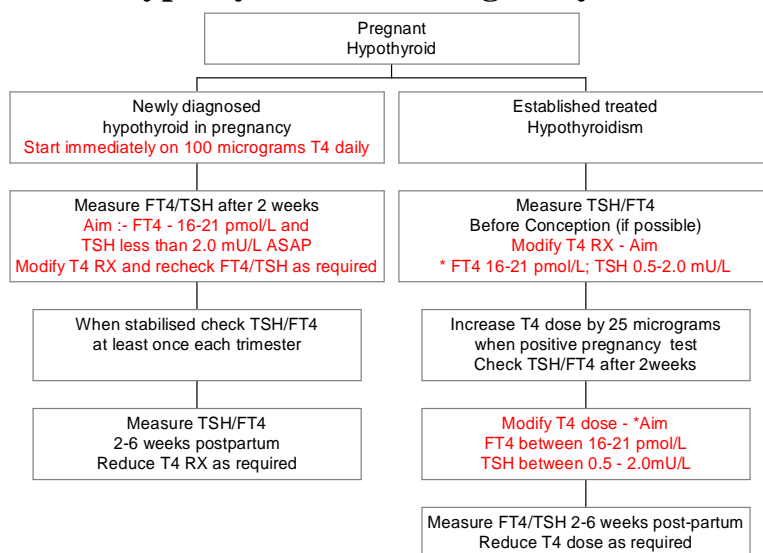 Pregnant
Hypothyroid
Newly diagnosed
hypothyroid in pregnancy
Start immediately on 100 micrograms T4 daily
Established treated
Hypothyroidism
Measure FT4/TSH after 2 weeks
Aim :- FT4 - 16-21 pmol/L and
TSH less than 2.0 mU/L ASAP
Modify T4 RX and recheck FT4/TSH as required
Measure TSH/FT4
Before Conception (if possible)
Modify T4 RX - Aim
* FT4 16-21 pmol/L; TSH 0.5-2.0 mU/L
When stabilised check TSH/FT4
at least once each trimester
Increase T4 dose by 25 micrograms
when positive pregnancy test
Check TSH/FT4 after 2weeks
Measure TSH/FT4
2-6 weeks postpartum
Reduce T4 RX as required
Modify T4 dose - *Aim
FT4 between 16-21 pmol/L
TSH between 0.5 - 2.0mU/L
Measure FT4/TSH 2-6 weeks post-partum
Reduce T4 dose as required